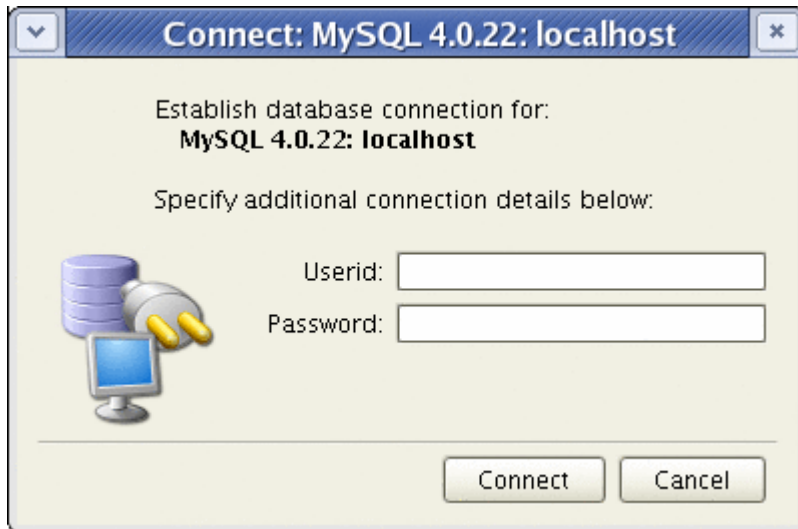 Connect: MySQL 4.0.22: localhost
Establish database connection for:
MySQL 4.0.22: localhost
Specify additional connection details below:
Userid:
Password:
Connect Cancel